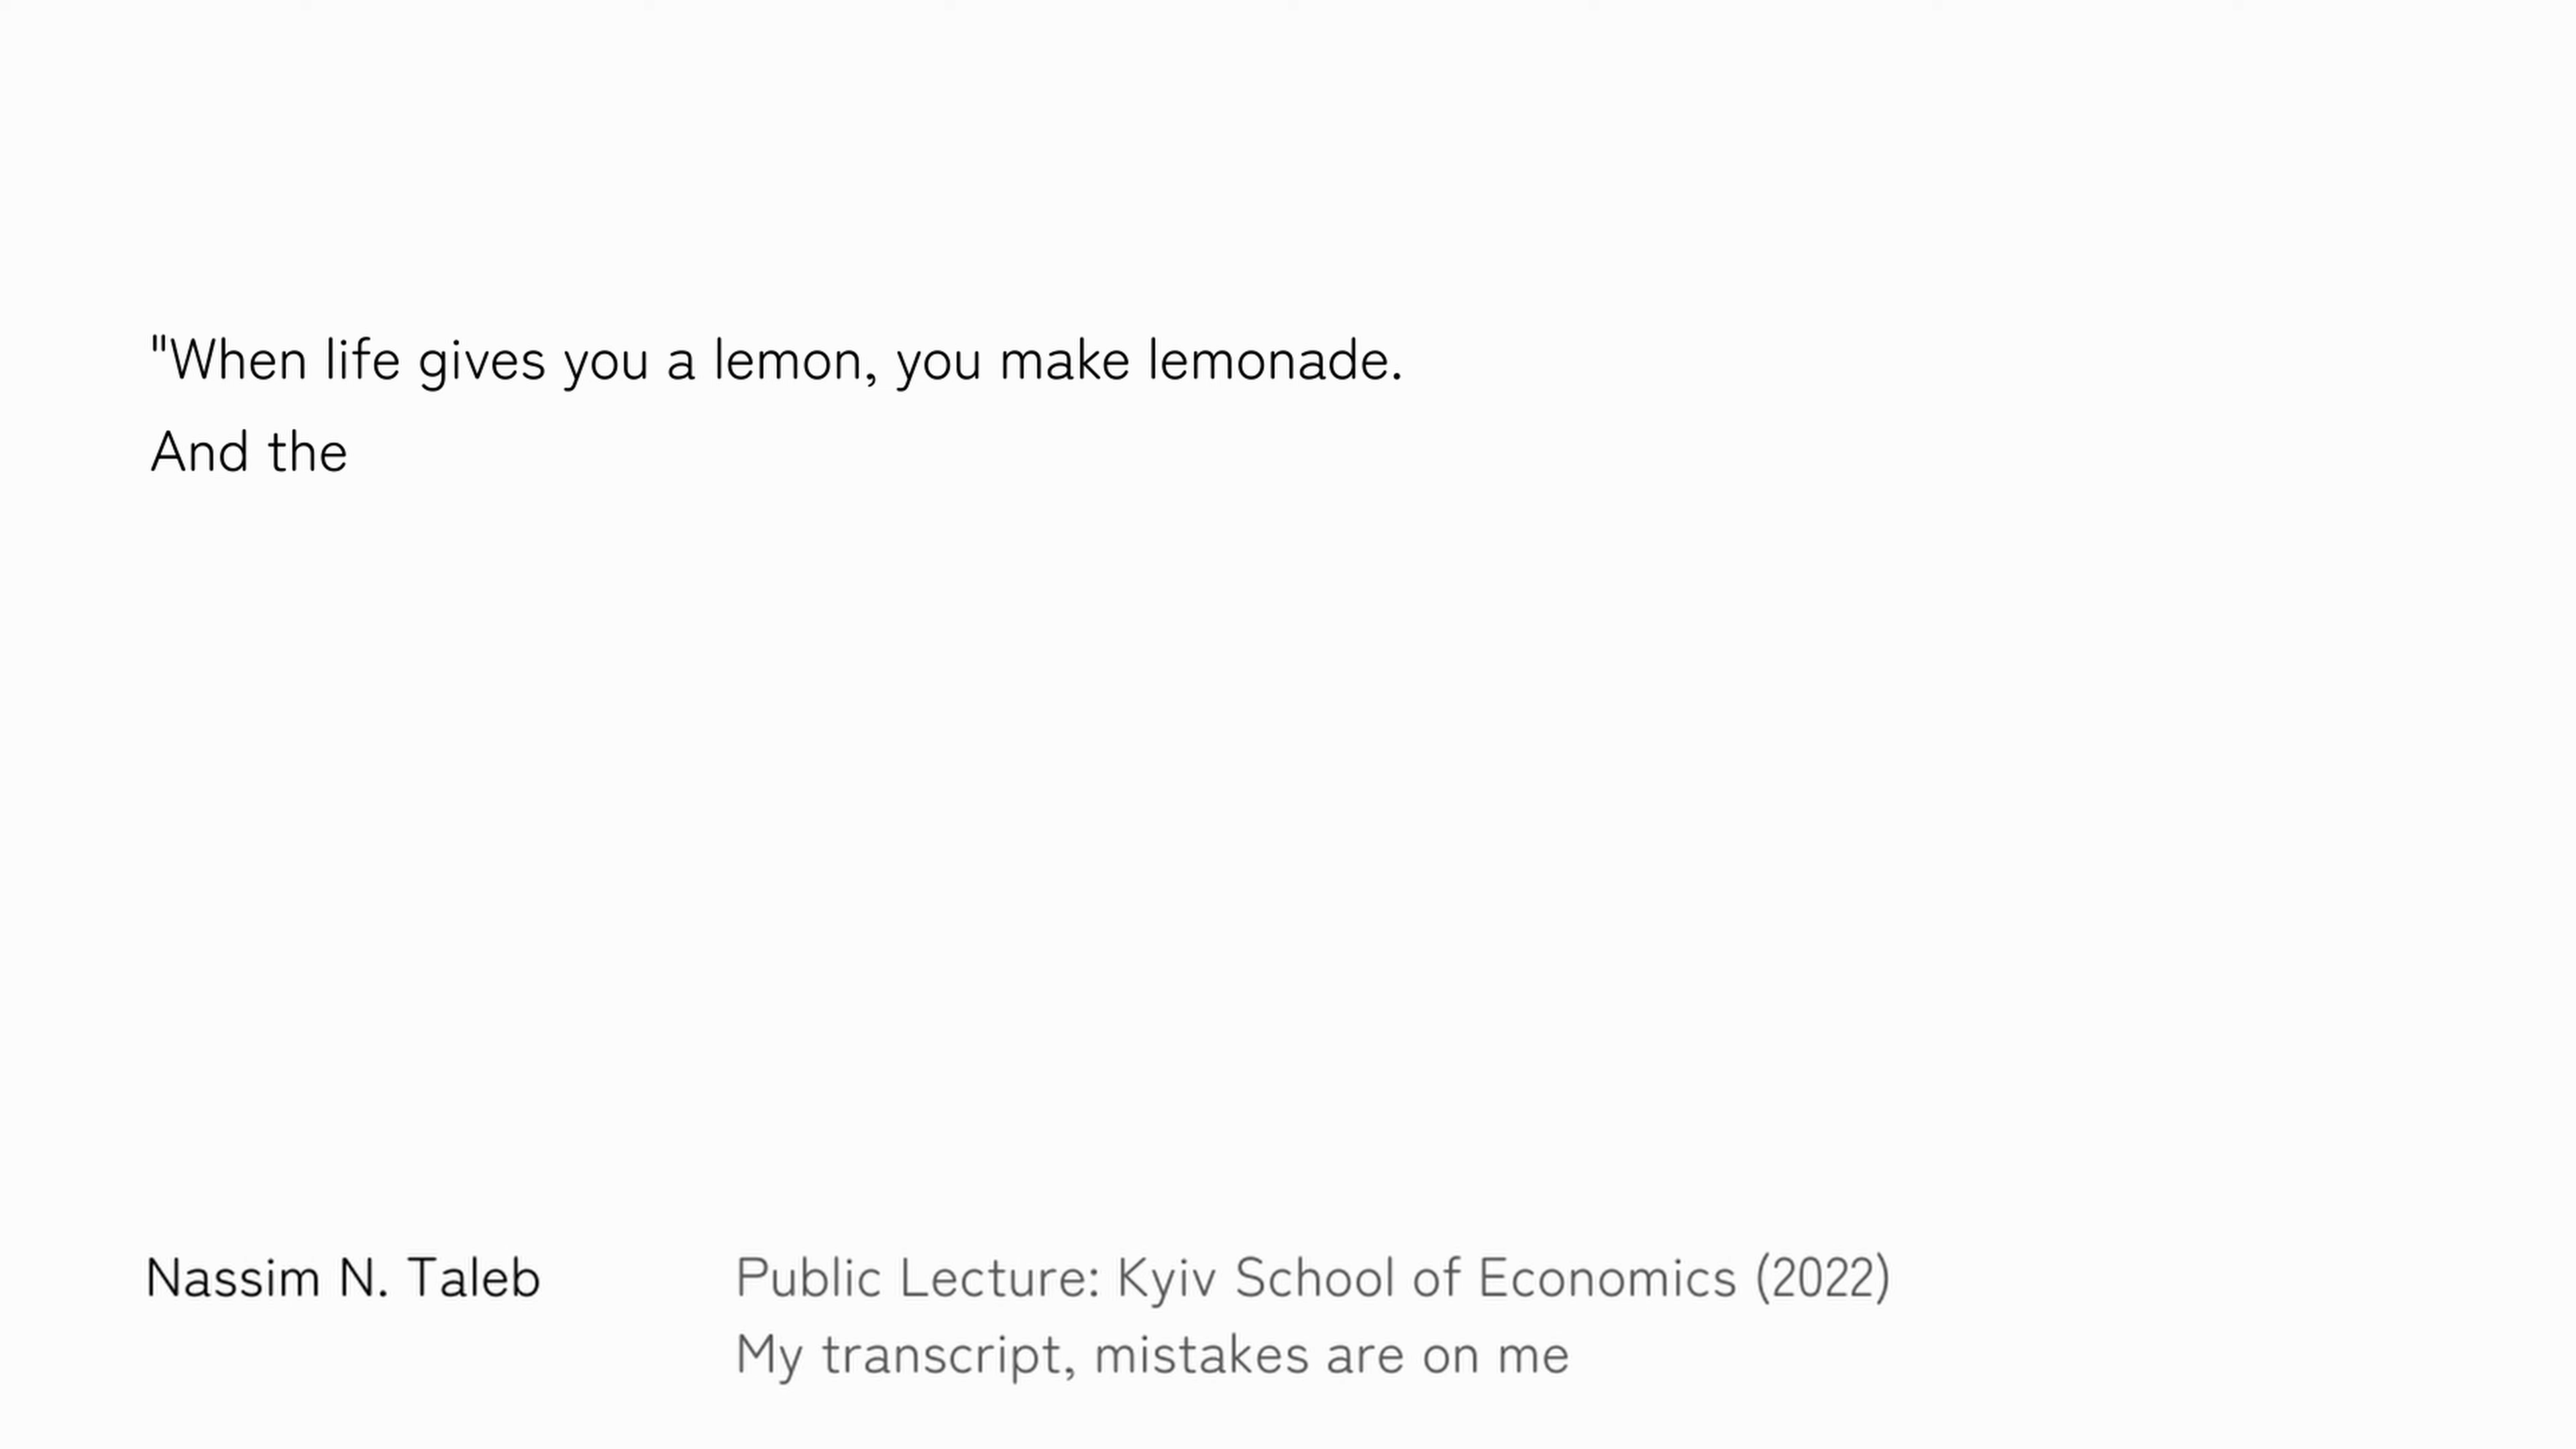 "When life gives you a lemon, you make lemonade.
And the
Nassim N. Taleb
Public Lecture: Kyiv School of Economics (2022)
My transcript, mistakes are on me